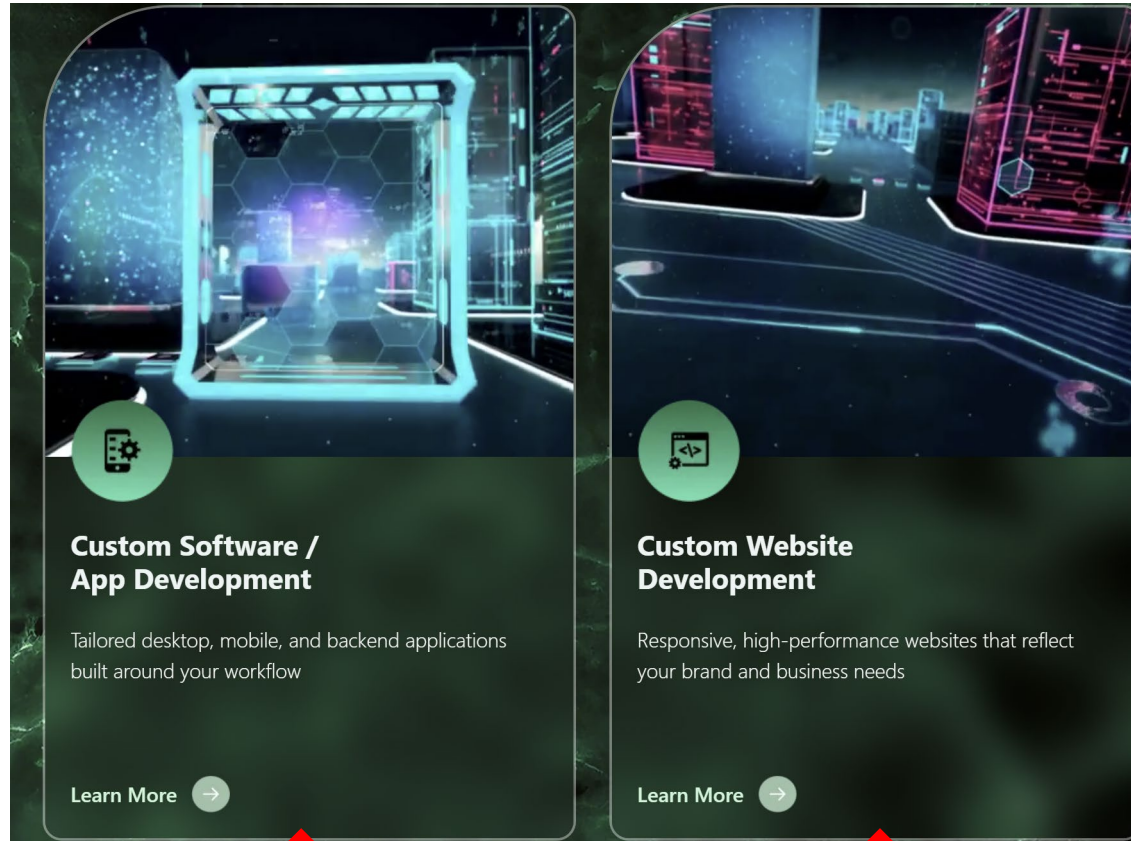 Custom Software /
App Development
Tailored desktop, mobile, and backend applications
built around your workflow
Learn More
Custom Website
Development
Responsive, high-performance websites that reflect
your brand and business needs
Learn More